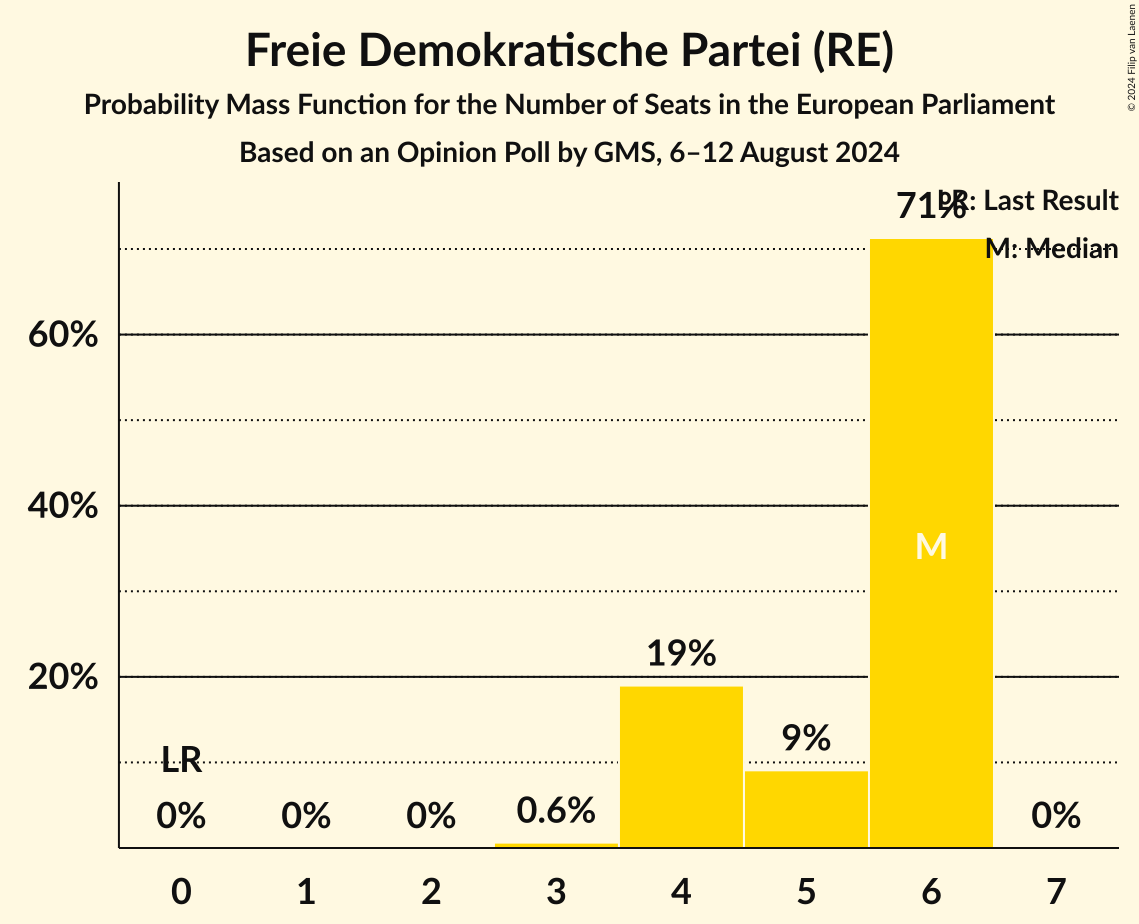 Freie Demokratische Partei (RE)
Probability Mass Function for the Number of Seats in the European Parliament
Based on an Opinion Poll by GMS, 6–12 August 2024
© 2024 Filip van Laenen
LR: Last Result
M: Median
71%
60%
40%
M
20%
19%
9%
LR
0%
0%
0%
0.6%
0%
0 1 2 3 4 5 6 7